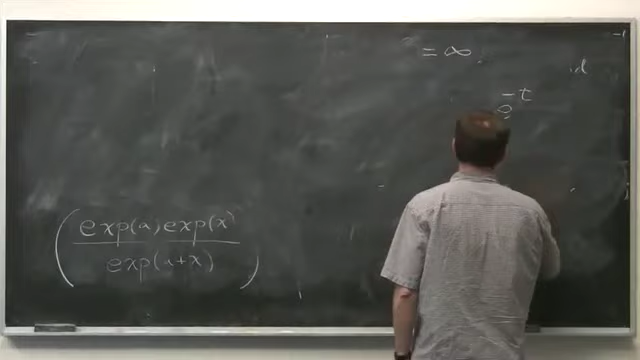 = ∞
d
e^{-t}
( exp(a) exp(x) / exp(a+x) )